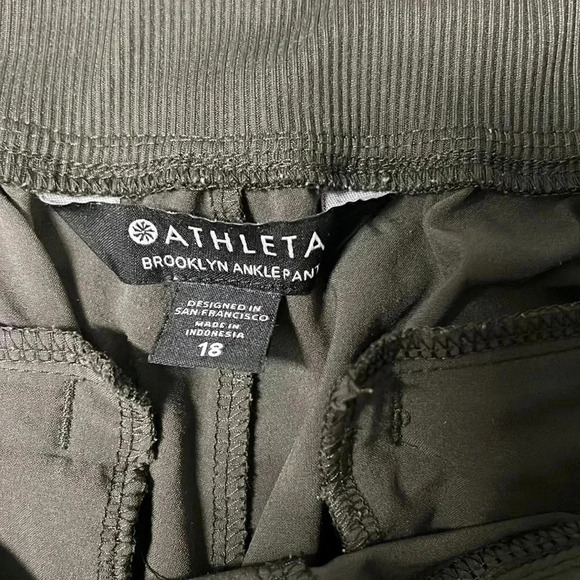 ATHLETA
BROOKLYN ANKLE PANT
DESIGNED IN
SAN FRANCISCO
MADE IN
INDONESIA
18